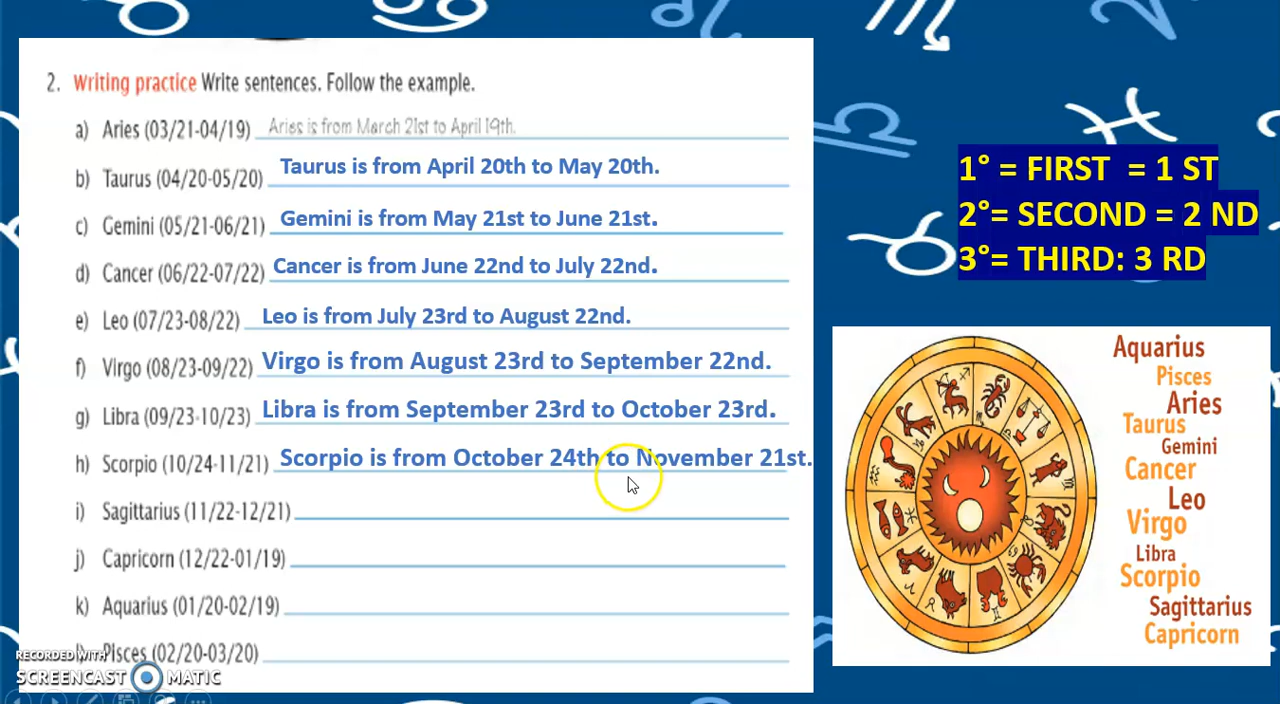 2. Writing practice Write sentences. Follow the example.
a) Aries (03/21-04/19) Aries is from March 21st to April 19th.
b) Taurus (04/20-05/20) Taurus is from April 20th to May 20th.
c) Gemini (05/21-06/21) Gemini is from May 21st to June 21st.
d) Cancer (06/22-07/22) Cancer is from June 22nd to July 22nd.
e) Leo (07/23-08/22) Leo is from July 23rd to August 22nd.
f) Virgo (08/23-09/22) Virgo is from August 23rd to September 22nd.
g) Libra (09/23-10/23) Libra is from September 23rd to October 23rd.
h) Scorpio (10/24-11/21) Scorpio is from October 24th to November 21st.
i) Sagittarius (11/22-12/21)
j) Capricorn (12/22-01/19)
k) Aquarius (01/20-02/19)
Pisces (02/20-03/20)
RECORDED WITH
SCREENCAST MATIC
1° = FIRST = 1 ST
2°= SECOND = 2 ND
3°= THIRD: 3 RD
Aquarius
Pisces
Aries
Taurus
Gemini
Cancer
Leo
Virgo
Libra
Scorpio
Sagittarius
Capricorn